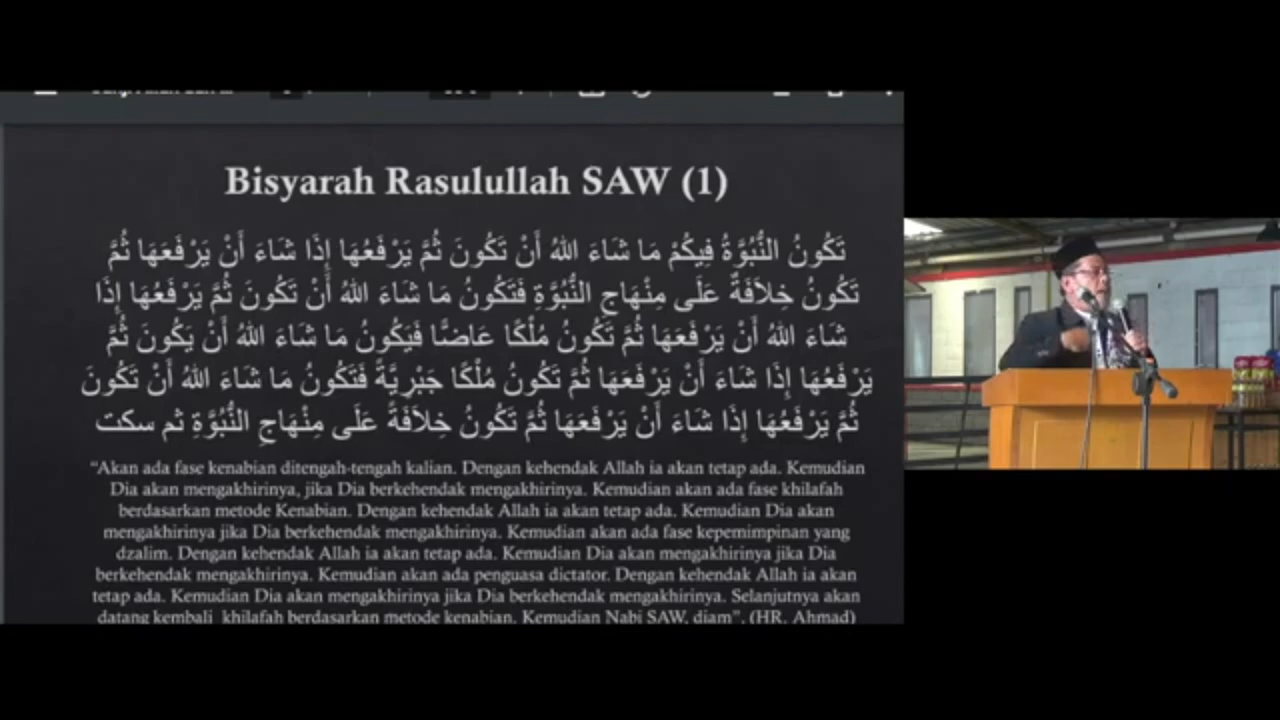 Bisyarah Rasulullah SAW (1)
تَكُونُ النُّبُوَّةُ فِيكُمْ مَا شَاءَ اللهُ أَنْ تَكُونَ ثُمَّ يَرْفَعُهَا إِذَا شَاءَ أَنْ يَرْفَعَهَا ثُمَّ
تَكُونُ خِلاَفَةٌ عَلَى مِنْهَاجِ النُّبُوَّةِ فَتَكُونُ مَا شَاءَ اللهُ أَنْ تَكُونَ ثُمَّ يَرْفَعُهَا إِذَا
شَاءَ اللهُ أَنْ يَرْفَعَهَا ثُمَّ تَكُونُ مُلْكًا عَاضًّا فَيَكُونُ مَا شَاءَ اللهُ أَنْ يَكُونَ ثُمَّ
يَرْفَعُهَا إِذَا شَاءَ أَنْ يَرْفَعَهَا ثُمَّ تَكُونُ مُلْكًا جَبْرِيَّةً فَتَكُونُ مَا شَاءَ اللهُ أَنْ تَكُونَ
ثُمَّ يَرْفَعُهَا إِذَا شَاءَ أَنْ يَرْفَعَهَا ثُمَّ تَكُونُ خِلاَفَةً عَلَى مِنْهَاجِ النُّبُوَّةِ ثم سكت
“Akan ada fase kenabian ditengah-tengah kalian. Dengan kehendak Allah ia akan tetap ada. Kemudian
Dia akan mengakhirinya, jika Dia berkehendak mengakhirinya. Kemudian akan ada fase khilafah
berdasarkan metode Kenabian. Dengan kehendak Allah ia akan tetap ada. Kemudian Dia akan
mengakhirinya jika Dia berkehendak mengakhirinya. Kemudian akan ada fase kepemimpinan yang
dzalim. Dengan kehendak Allah ia akan tetap ada. Kemudian Dia akan mengakhirinya jika Dia
berkehendak mengakhirinya. Kemudian akan ada penguasa dictator. Dengan kehendak Allah ia akan
tetap ada. Kemudian Dia akan mengakhirinya jika Dia berkehendak mengakhirinya. Selanjutnya akan
datang kembali khilafah berdasarkan metode kenabian. Kemudian Nabi SAW, diam”. (HR. Ahmad)